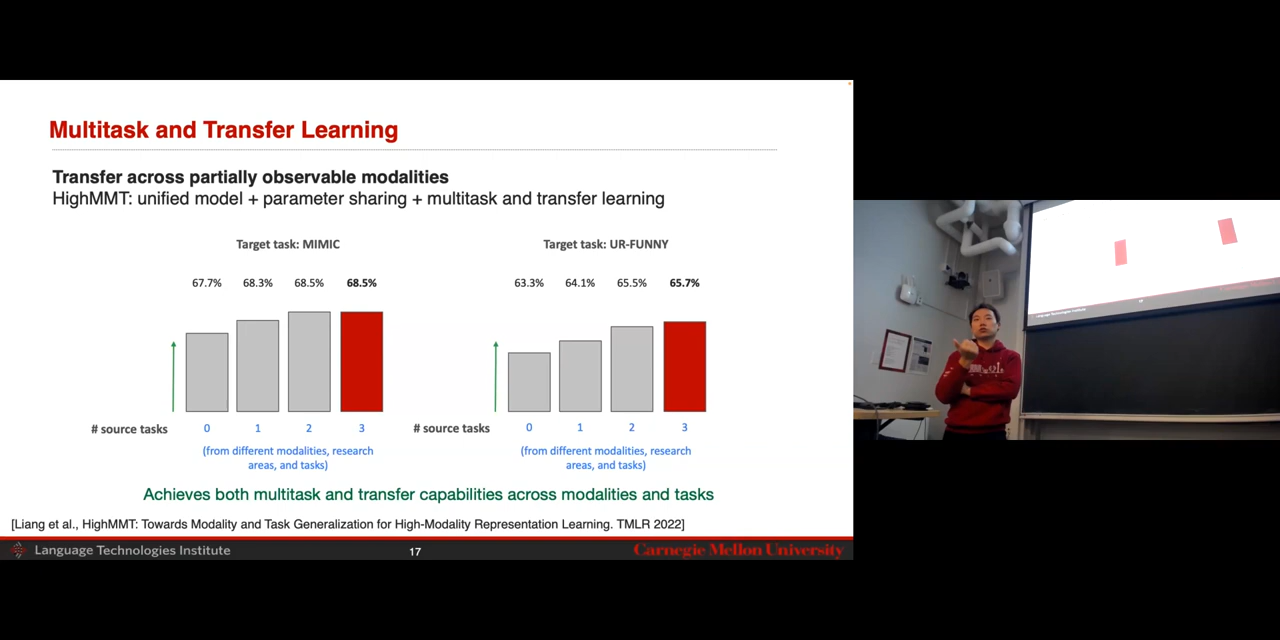 Multitask and Transfer Learning
Transfer across partially observable modalities
HighMMT: unified model + parameter sharing + multitask and transfer learning
Target task: MIMIC
67.7% 68.3% 68.5% 68.5%
# source tasks 0 1 2 3
(from different modalities, research
areas, and tasks)
Target task: UR-FUNNY
63.3% 64.1% 65.5% 65.7%
# source tasks 0 1 2 3
(from different modalities, research
areas, and tasks)
Achieves both multitask and transfer capabilities across modalities and tasks
[Liang et al., HighMMT: Towards Modality and Task Generalization for High-Modality Representation Learning. TMLR 2022]
Language Technologies Institute 17 Carnegie Mellon University